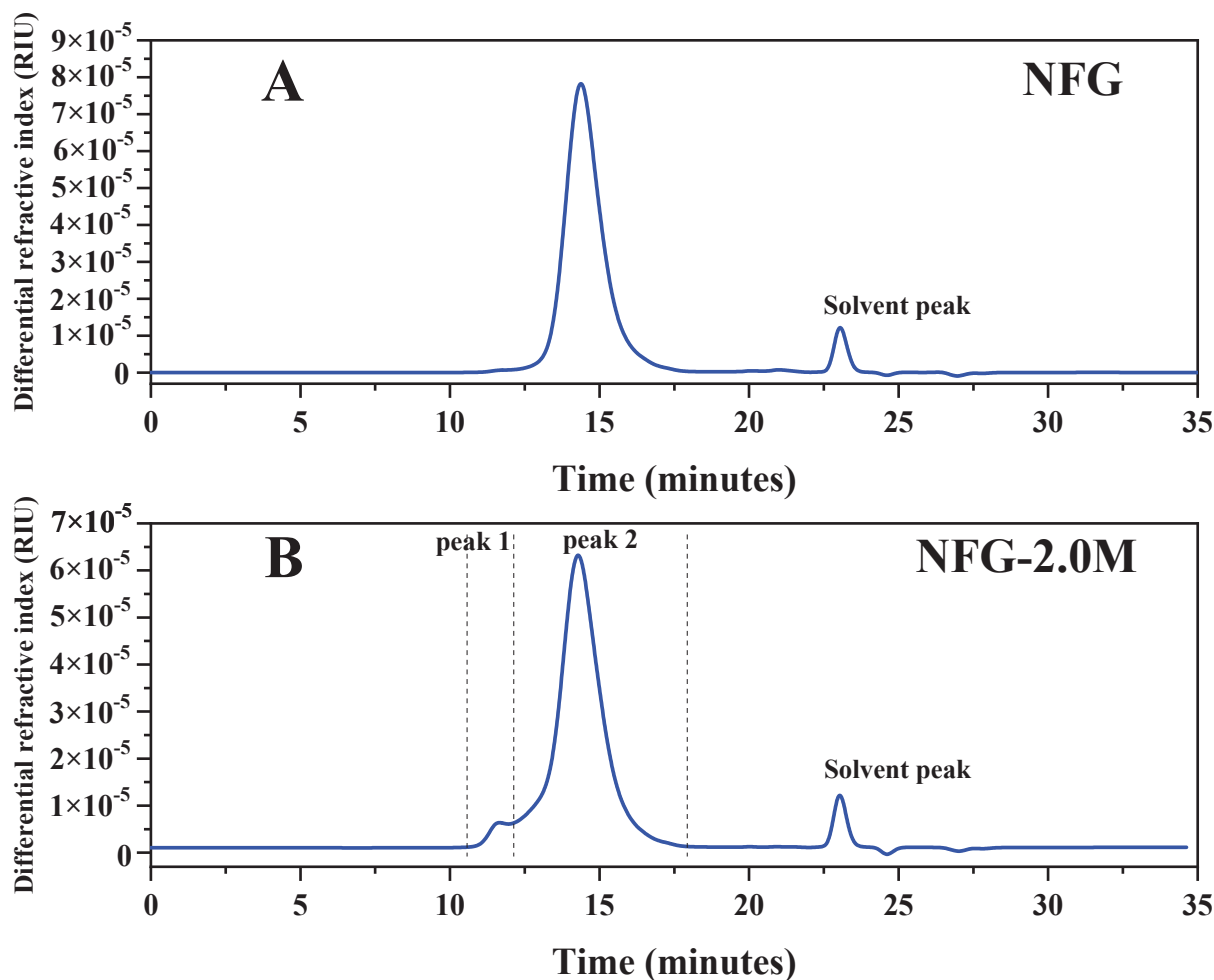 Differential refractive index (RIU)
A
NFG
9×10⁻⁵
8×10⁻⁵
7×10⁻⁵
6×10⁻⁵
5×10⁻⁵
4×10⁻⁵
3×10⁻⁵
2×10⁻⁵
1×10⁻⁵
0
Solvent peak
0 5 10 15 20 25 30 35
Time (minutes)
Differential refractive index (RIU)
B
peak 1
peak 2
NFG-2.0M
7×10⁻⁵
6×10⁻⁵
5×10⁻⁵
4×10⁻⁵
3×10⁻⁵
2×10⁻⁵
1×10⁻⁵
0
Solvent peak
0 5 10 15 20 25 30 35
Time (minutes)